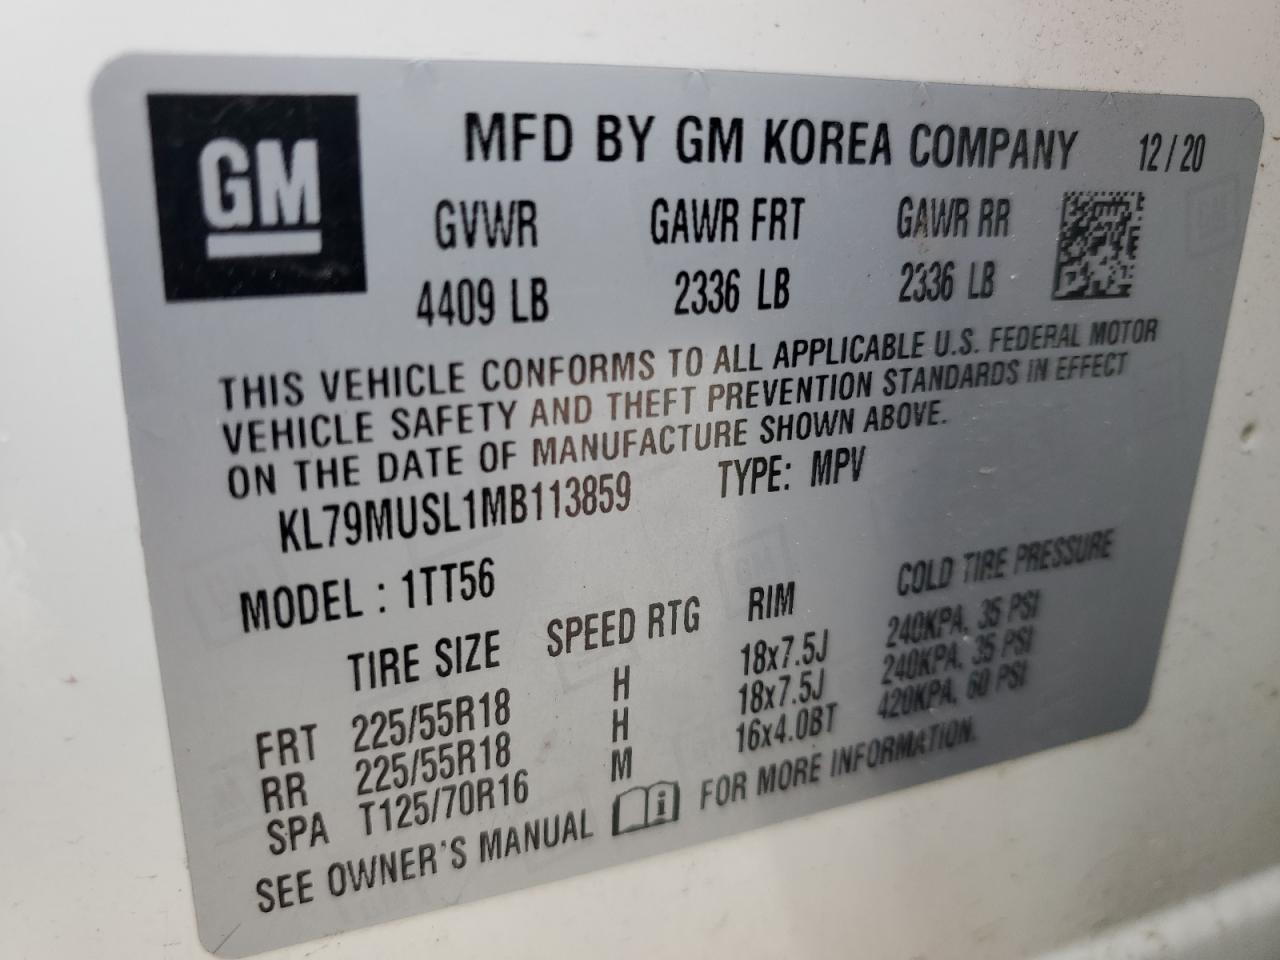 GM
MFD BY GM KOREA COMPANY 12/20
GVWR GAWR FRT GAWR RR
4409 LB 2336 LB 2336 LB
THIS VEHICLE CONFORMS TO ALL APPLICABLE U.S. FEDERAL MOTOR
VEHICLE SAFETY AND THEFT PREVENTION STANDARDS IN EFFECT
ON THE DATE OF MANUFACTURE SHOWN ABOVE.
KL79MUSL1MB113859 TYPE: MPV
MODEL : 1TT56
TIRE SIZE SPEED RTG RIM COLD TIRE PRESSURE
FRT 225/55R18 H 18x7.5J 240KPA, 35 PSI
RR 225/55R18 H 18x7.5J 240KPA, 35 PSI
SPA T125/70R16 M 16x4.0BT 420KPA, 60 PSI
SEE OWNER'S MANUAL FOR MORE INFORMATION.